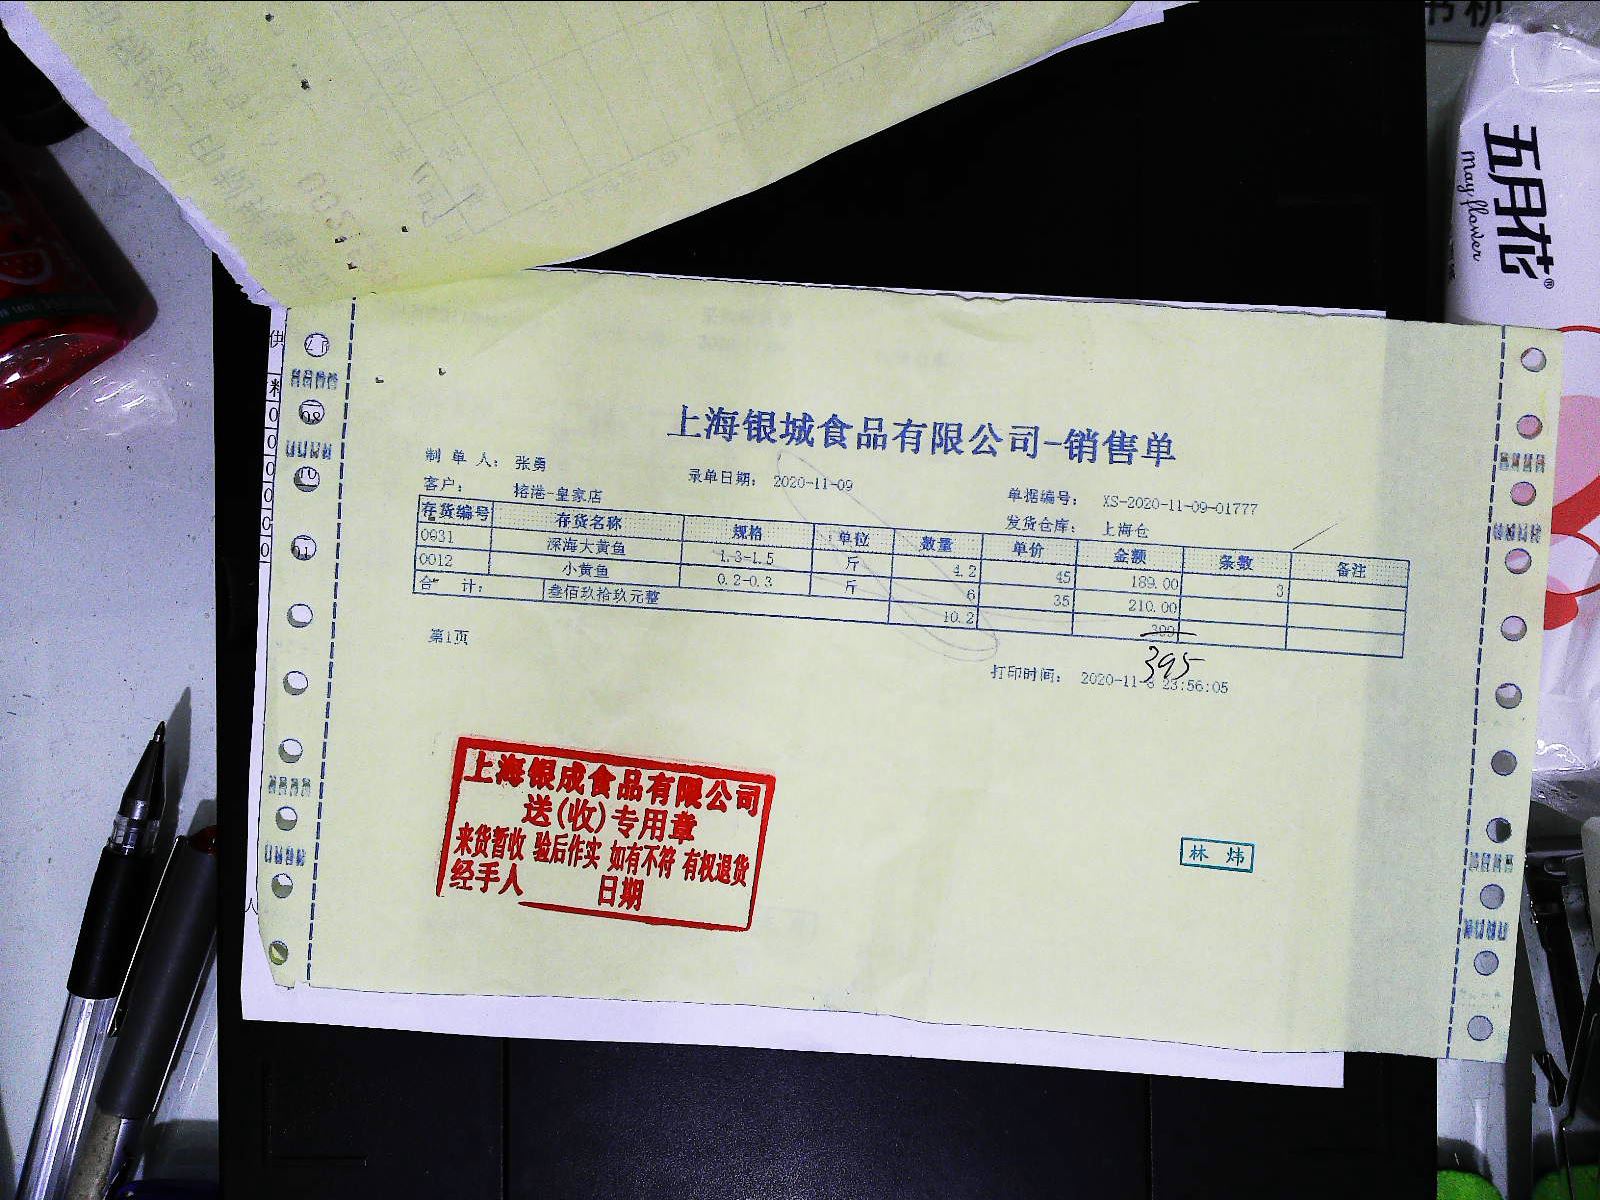 五月花®
May flower
上海银城食品有限公司-销售单
制 单 人： 张勇
录单日期： 2020-11-09
单据编号： XS-2020-11-09-01777
客户： 榕港-皇家店
发货仓库： 上海仓
存货编号 存货名称 规格 单位 数量 单价 金额 条数 备注
0931 深海大黄鱼 1.3-1.5 斤 4.2 45 189.00 3
0012 小黄鱼 0.2-0.3 斤 6 35 210.00
合 计： 叁佰玖拾玖元整 10.2 399
395
第1页
打印时间： 2020-11-8 23:56:05
上海银成食品有限公司
送(收)专用章
来货暂收 验后作实 如有不符 有权退货
经手人 日期
林 炜